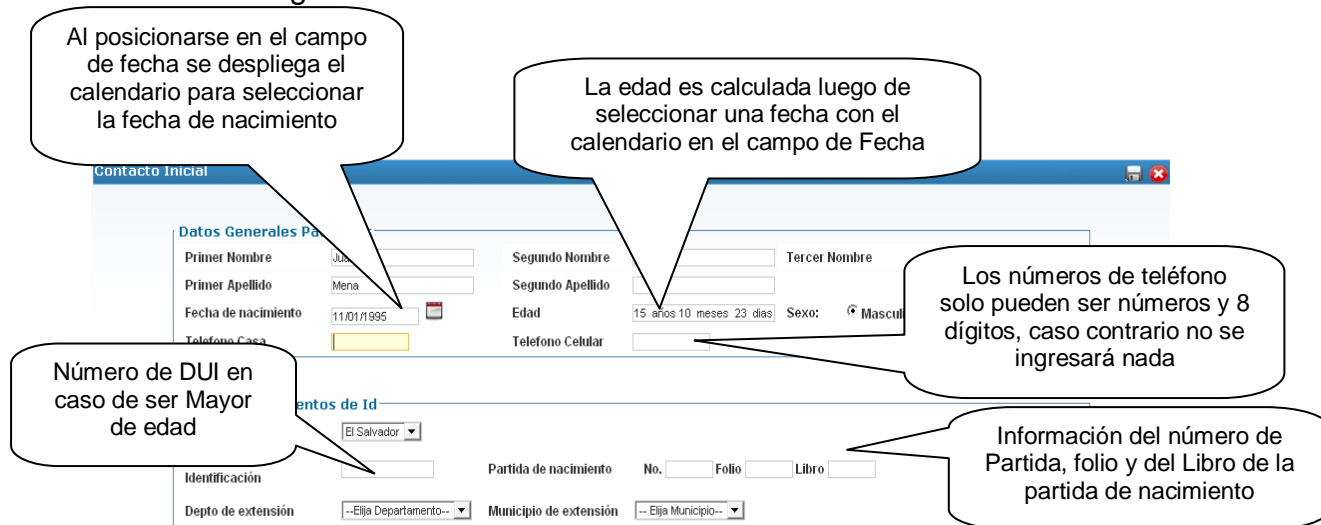 Al posicionarse en el campo
de fecha se despliega el
calendario para seleccionar
la fecha de nacimiento
La edad es calculada luego de
seleccionar una fecha con el
calendario en el campo de Fecha
Contacto Inicial
Datos Generales
Primer Nombre Segundo Nombre Tercer Nombre
Primer Apellido Mena Segundo Apellido
Fecha de nacimiento 11/01/1995 Edad 15 años 10 meses 23 dias Sexo:
Telefono Casa Telefono Celular
Los números de teléfono
solo pueden ser números y 8
dígitos, caso contrario no se
ingresará nada
Número de DUI en
caso de ser Mayor
de edad
de Id
El Salvador
Identificación Partida de nacimiento No. Folio Libro
Información del número de
Partida, folio y del Libro de la
partida de nacimiento
Depto de extensión --Elija Departamento-- Municipio de extensión -- Elija Municipio--